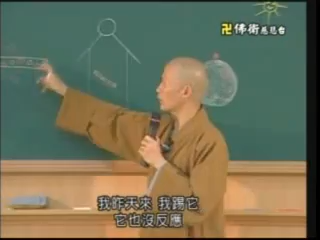 卍佛衛慈悲台
我昨天來 我踢它
它也沒反應